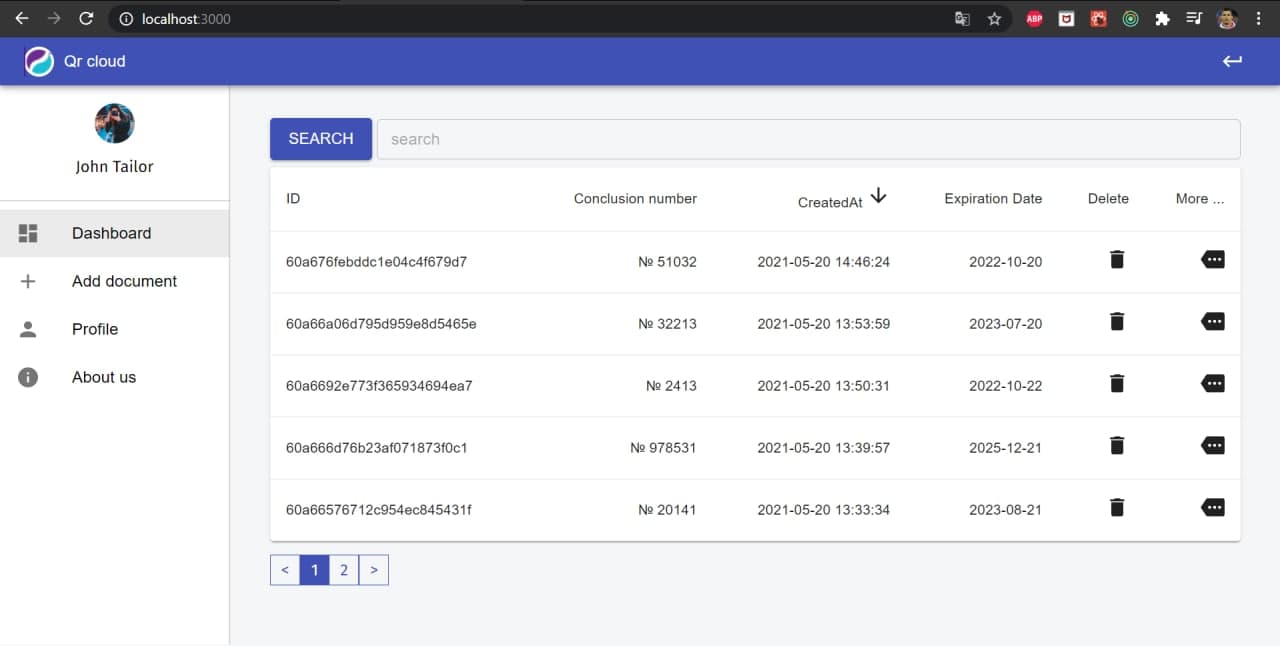 localhost:3000
ABP
Qr cloud
John Tailor
Dashboard
Add document
Profile
About us
SEARCH search
ID Conclusion number CreatedAt Expiration Date Delete More ...
60a676febddc1e04c4f679d7 № 51032 2021-05-20 14:46:24 2022-10-20
60a66a06d795d959e8d5465e № 32213 2021-05-20 13:53:59 2023-07-20
60a6692e773f365934694ea7 № 2413 2021-05-20 13:50:31 2022-10-22
60a666d76b23af071873f0c1 № 978531 2021-05-20 13:39:57 2025-12-21
60a66576712c954ec845431f № 20141 2021-05-20 13:33:34 2023-08-21
< 1 2 >